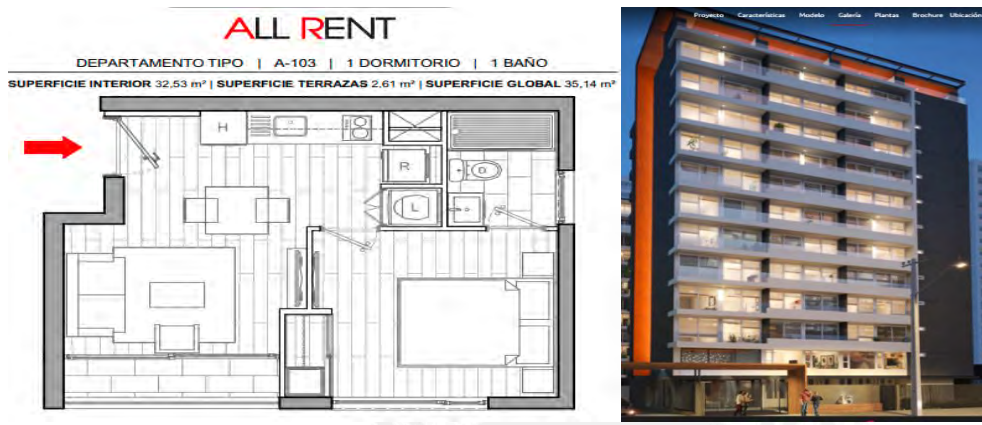 ALL RENT
DEPARTAMENTO TIPO | A-103 | 1 DORMITORIO | 1 BAÑO
SUPERFICIE INTERIOR 32,53 m² | SUPERFICIE TERRAZAS 2,61 m² | SUPERFICIE GLOBAL 35,14 m²
H
R
L
Proyecto Características Modelo Galería Plantas Brochure Ubicación